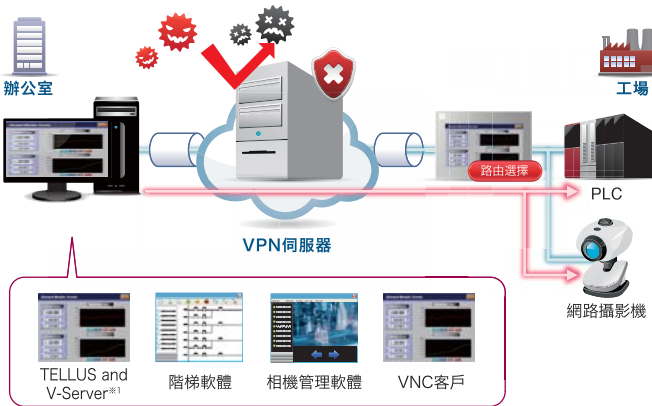 辦公室
工場
路由選擇
PLC
VPN伺服器
網路攝影機
TELLUS and
V-Server※1
階梯軟體
相機管理軟體
VNC客戶